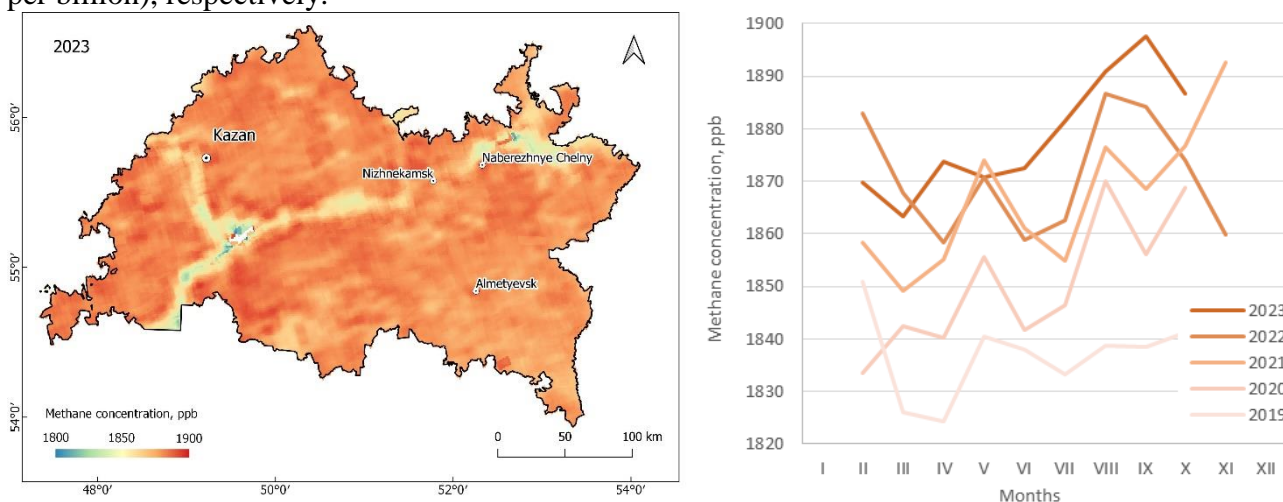 per billion), respectively.
2023
Kazan
Nizhnekamsk
Naberezhnye Chelny
Almetyevsk
56°0'
55°0'
54°0'
Methane concentration, ppb
1800 1850 1900
0 50 100 km
48°0' 50°0' 52°0' 54°0'
Methane concentration, ppb
1900
1890
1880
1870
1860
1850
1840
1830
1820
I II III IV V VI VII VIII IX X XI XII
Months
2023
2022
2021
2020
2019